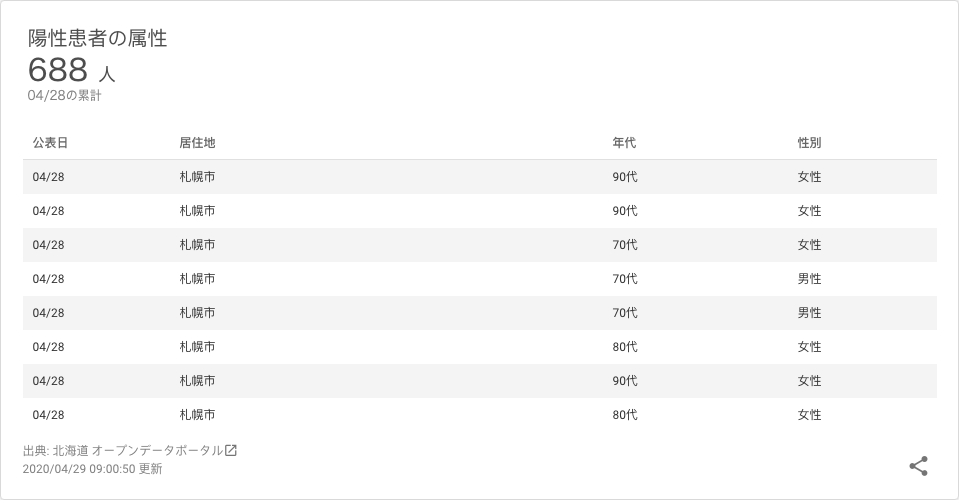 陽性患者の属性
688 人
04/28の累計
公表日 居住地 年代 性別
04/28 札幌市 90代 女性
04/28 札幌市 90代 女性
04/28 札幌市 70代 女性
04/28 札幌市 70代 男性
04/28 札幌市 70代 男性
04/28 札幌市 80代 女性
04/28 札幌市 90代 女性
04/28 札幌市 80代 女性
出典: 北海道 オープンデータポータル
2020/04/29 09:00:50 更新